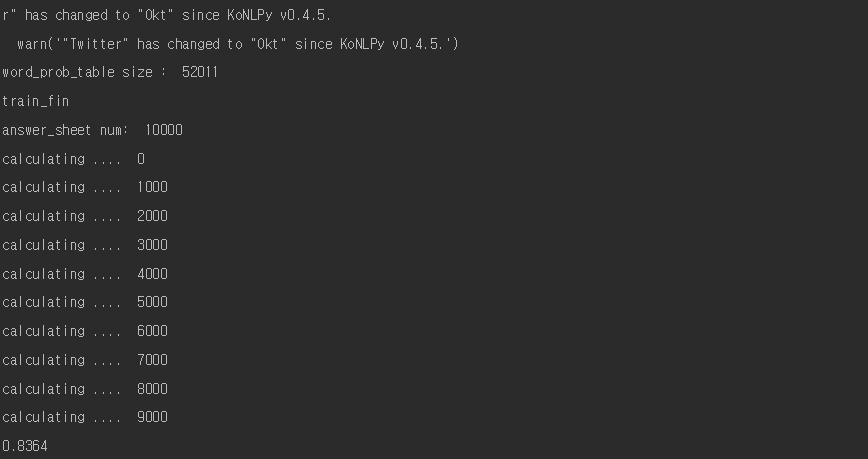 r" has changed to "Okt" since KoNLPy v0.4.5.
warn('"Twitter" has changed to "Okt" since KoNLPy v0.4.5.')
word_prob_table size :  52011
train_fin
answer_sheet num:  10000
calculating ....  0
calculating ....  1000
calculating ....  2000
calculating ....  3000
calculating ....  4000
calculating ....  5000
calculating ....  6000
calculating ....  7000
calculating ....  8000
calculating ....  9000
0.8364